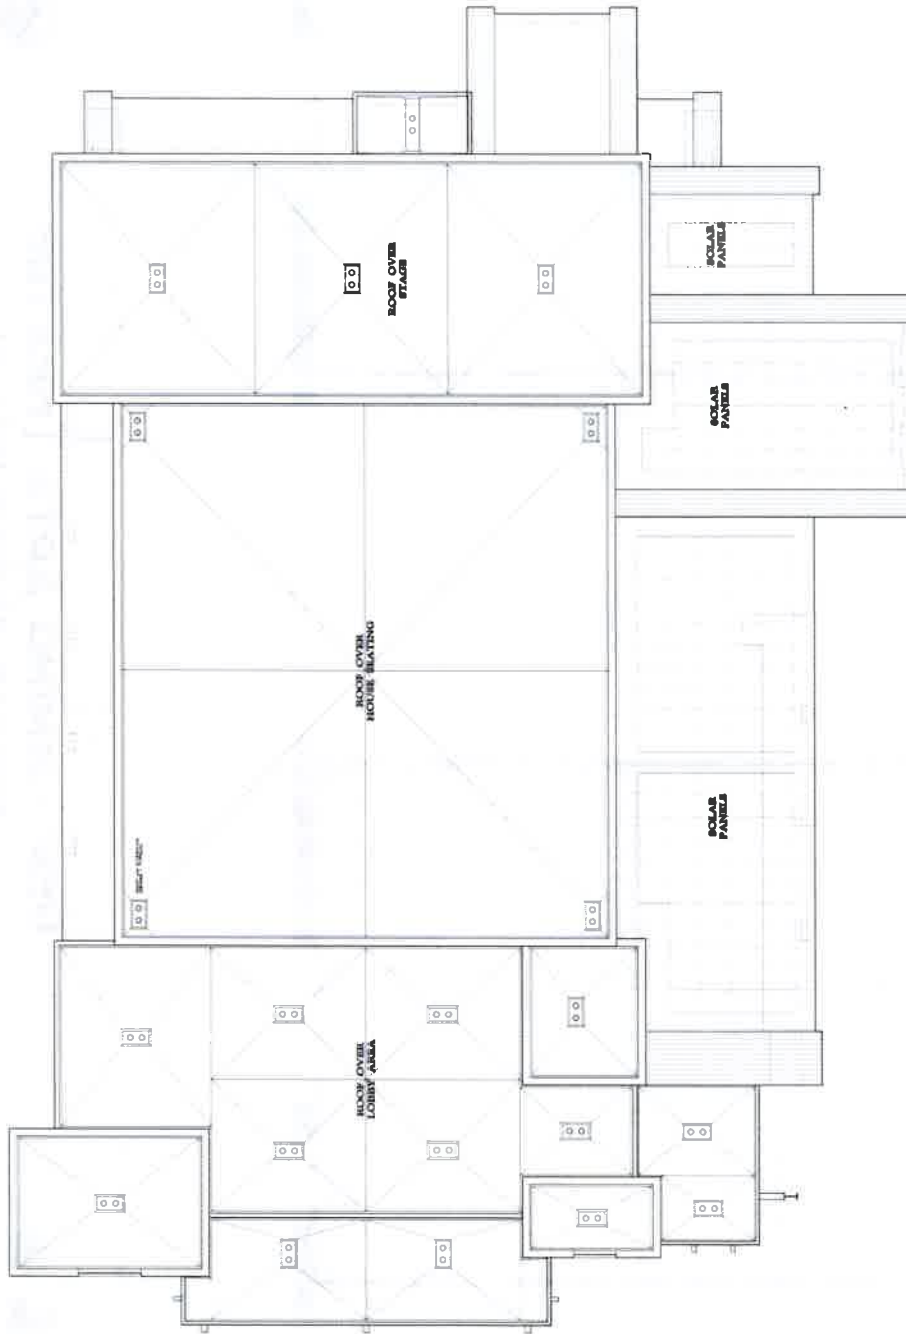 SOLAR
PANELS
ROOF OVER
STAGE
SOLAR
PANELS
ROOF OVER
HOUSE SEATING
SOLAR
PANELS
ROOF OVER
LOBBY AREA